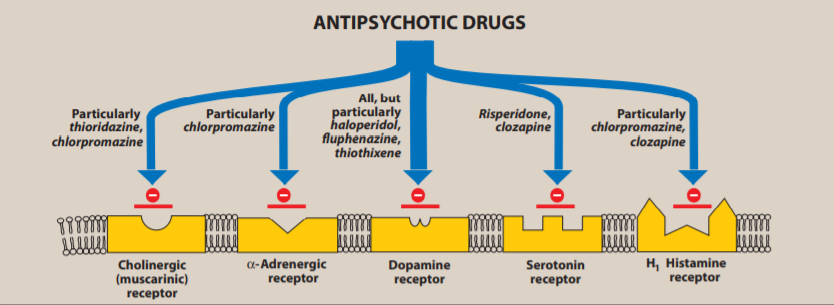 ANTIPSYCHOTIC DRUGS
Particularly
thioridazine,
chlorpromazine
Particularly
chlorpromazine
All, but
particularly
haloperidol,
fluphenazine,
thiothixene
Risperidone,
clozapine
Particularly
chlorpromazine,
clozapine
Cholinergic
(muscarinic)
receptor
α-Adrenergic
receptor
Dopamine
receptor
Serotonin
receptor
H₁ Histamine
receptor